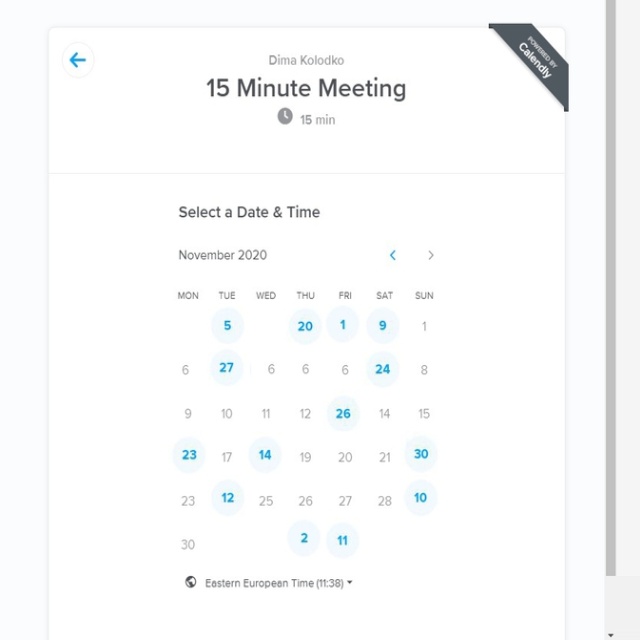 POWERED BY
Calendly
Dima Kolodko
15 Minute Meeting
15 min
Select a Date & Time
November 2020
MON TUE WED THU FRI SAT SUN
5 20 1 9 1
6 27 6 6 6 24 8
9 10 11 12 26 14 15
23 17 14 19 20 21 30
23 12 25 26 27 28 10
30 2 11
Eastern European Time (11:38)